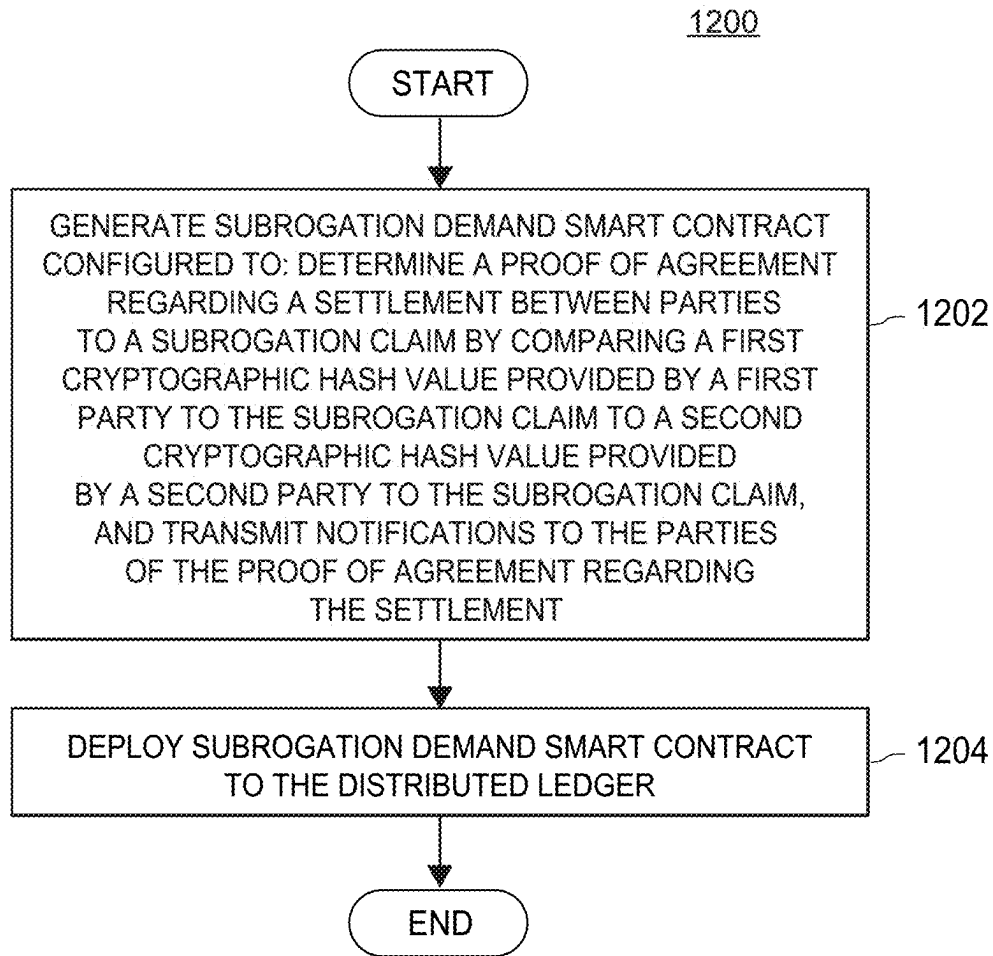 1200
START
GENERATE SUBROGATION DEMAND SMART CONTRACT
CONFIGURED TO: DETERMINE A PROOF OF AGREEMENT
REGARDING A SETTLEMENT BETWEEN PARTIES
TO A SUBROGATION CLAIM BY COMPARING A FIRST
CRYPTOGRAPHIC HASH VALUE PROVIDED BY A FIRST
PARTY TO THE SUBROGATION CLAIM TO A SECOND
CRYPTOGRAPHIC HASH VALUE PROVIDED
BY A SECOND PARTY TO THE SUBROGATION CLAIM,
AND TRANSMIT NOTIFICATIONS TO THE PARTIES
OF THE PROOF OF AGREEMENT REGARDING
THE SETTLEMENT
1202
DEPLOY SUBROGATION DEMAND SMART CONTRACT
TO THE DISTRIBUTED LEDGER
1204
END